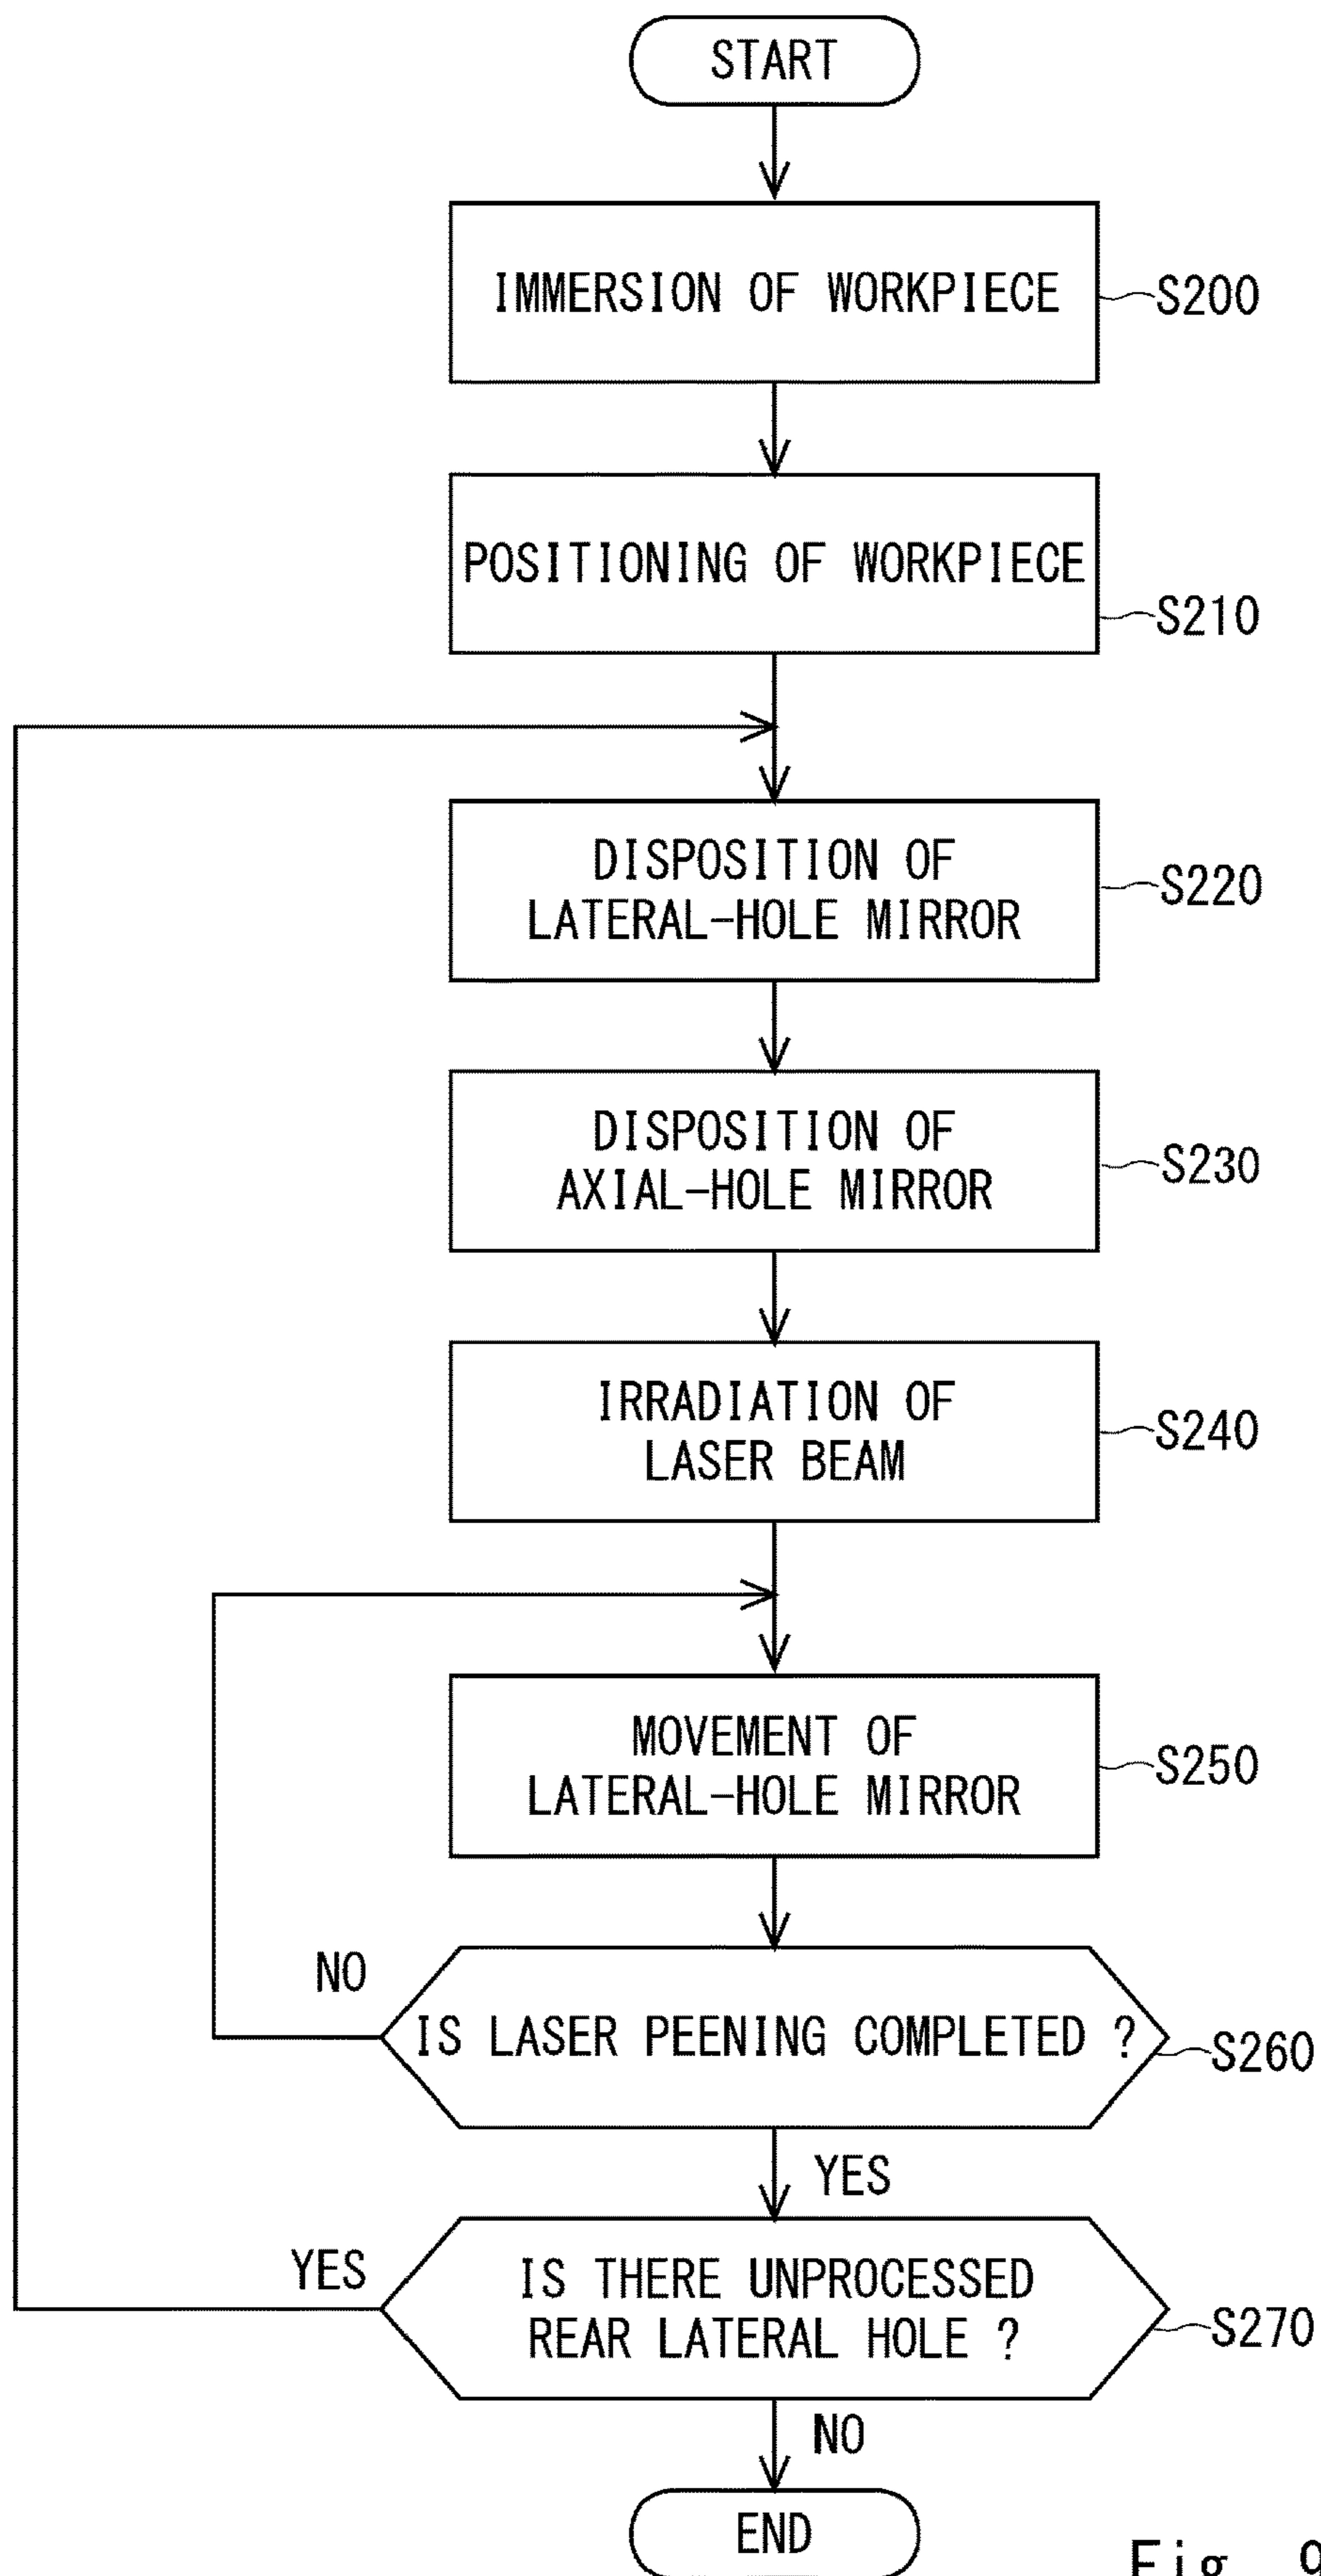 START
IMMERSION OF WORKPIECE
S200
POSITIONING OF WORKPIECE
S210
DISPOSITION OF
LATERAL-HOLE MIRROR
S220
DISPOSITION OF
AXIAL-HOLE MIRROR
S230
IRRADIATION OF
LASER BEAM
S240
MOVEMENT OF
LATERAL-HOLE MIRROR
S250
NO
IS LASER PEENING COMPLETED ?
S260
YES
YES
IS THERE UNPROCESSED
REAR LATERAL HOLE ?
S270
NO
END
Fig. 9